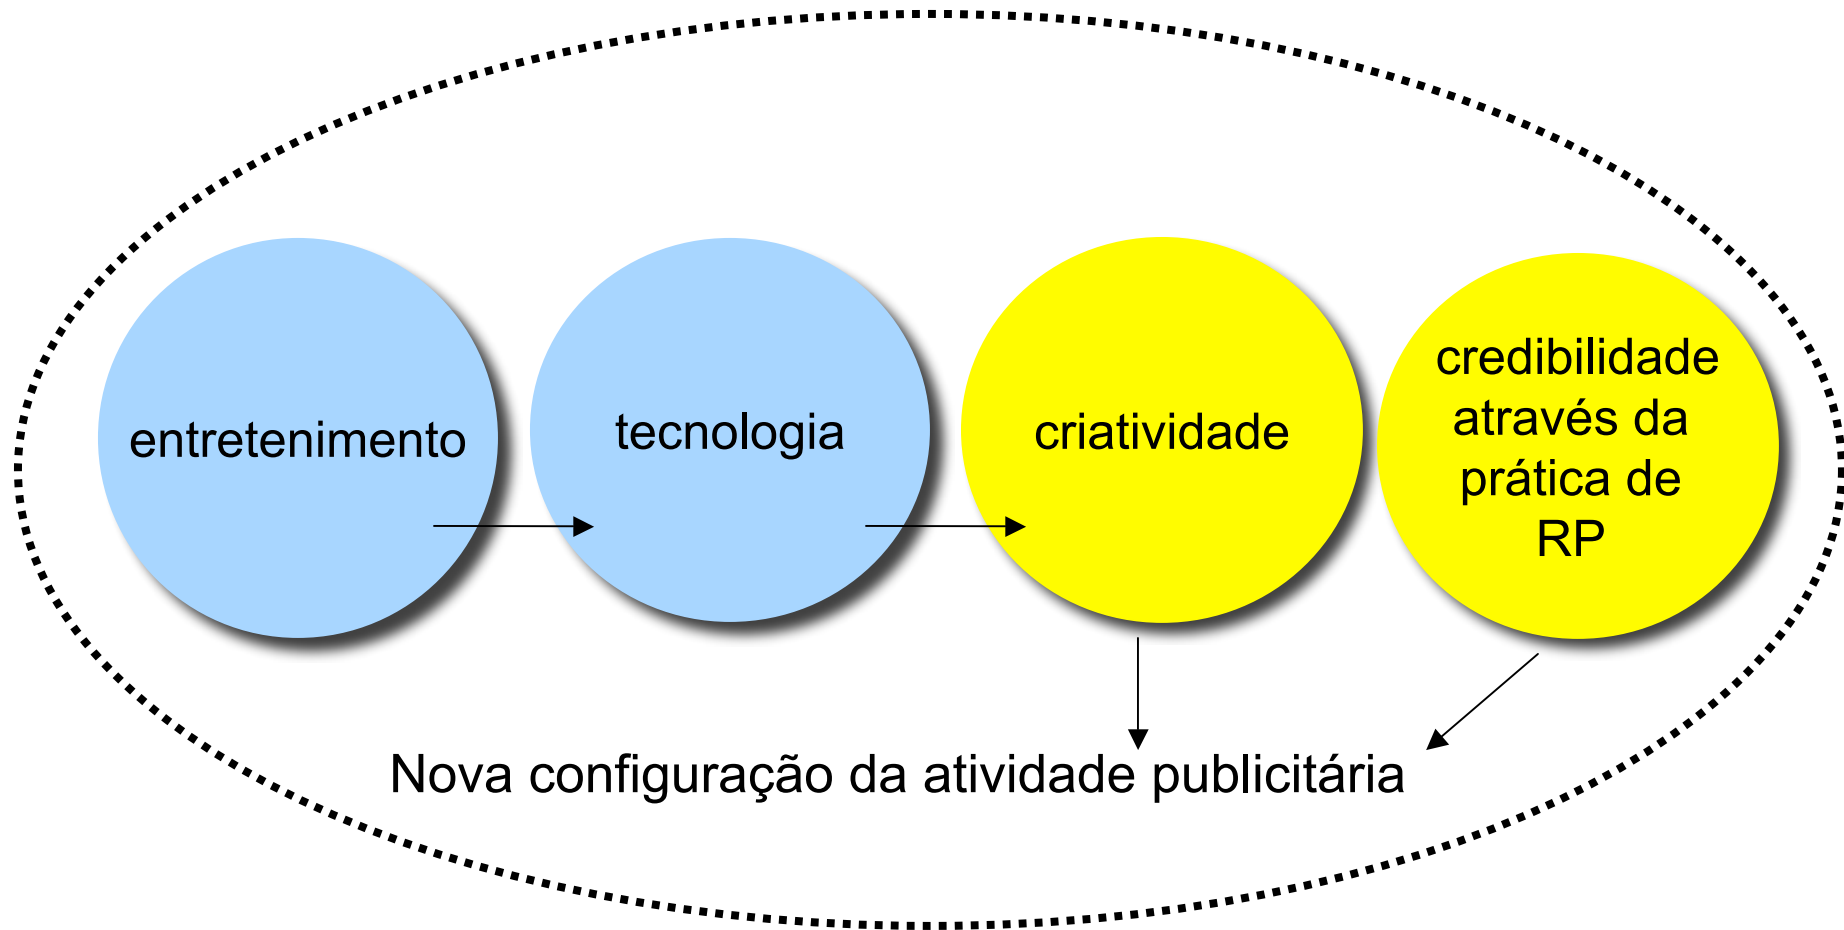 entretenimento
tecnologia
criatividade
credibilidade
através da
prática de
RP
Nova configuração da atividade publicitária